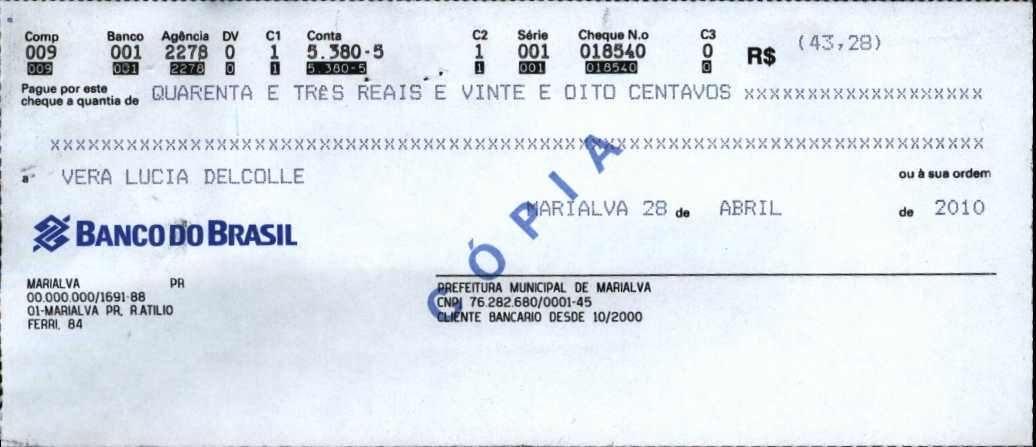 Comp Banco Agência DV C1 Conta C2 Série Cheque N.o C3
009 001 2278 0 1 5.380-5 1 001 018540 0 R$ (43,28)
009 001 2278 0 1 5.380-5 1 001 018540 0
Pague por este
cheque a quantia de QUARENTA E TRêS REAIS E VINTE E OITO CENTAVOS xxxxxxxxxxxxxxxxxxx
xxxxxxxxxxxxxxxxxxxxxxxxxxxxxxxxxxxxxxxxxxxxxxxxxxxxxxxxxxxxxxxxxxxxxxxxxxxxxxxxxxxxxxxxx
a VERA LUCIA DELCOLLE ou à sua ordem
MARIALVA 28 de ABRIL de 2010
CÓPIA
BANCO DO BRASIL
MARIALVA PR
00.000.000/1691-88
01-MARIALVA PR, R.ATILIO
FERRI, 84
PREFEITURA MUNICIPAL DE MARIALVA
CNPJ 76.282.680/0001-45
CLIENTE BANCARIO DESDE 10/2000